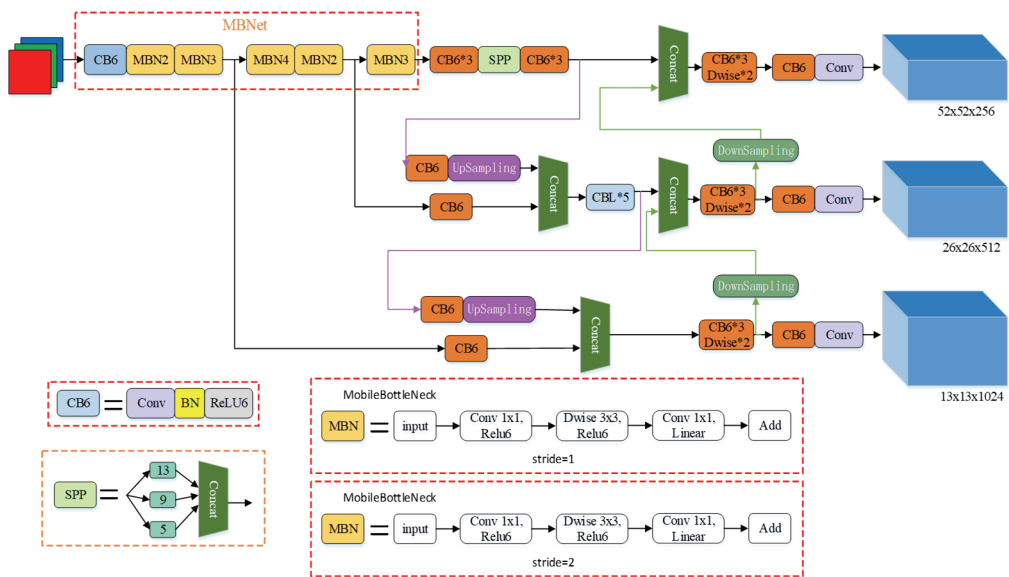 MBNet
CB6 MBN2 MBN3 MBN4 MBN2 MBN3 CB6*3 SPP CB6*3
Concat
CB6*3
Dwise*2
CB6 Conv
52x52x256
DownSampling
CB6 UpSampling
CB6
Concat
CBL*5
Concat
CB6*3
Dwise*2
CB6 Conv
26x26x512
DownSampling
CB6 UpSampling
CB6
Concat
CB6*3
Dwise*2
CB6 Conv
13x13x1024
CB6 = Conv BN ReLU6
SPP =
13
9
5
Concat
MobileBottleNeck
MBN = input
Conv 1x1,
Relu6
Dwise 3x3,
Relu6
Conv 1x1,
Linear
Add
stride=1
MobileBottleNeck
MBN = input
Conv 1x1,
Relu6
Dwise 3x3,
Relu6
Conv 1x1,
Linear
Add
stride=2